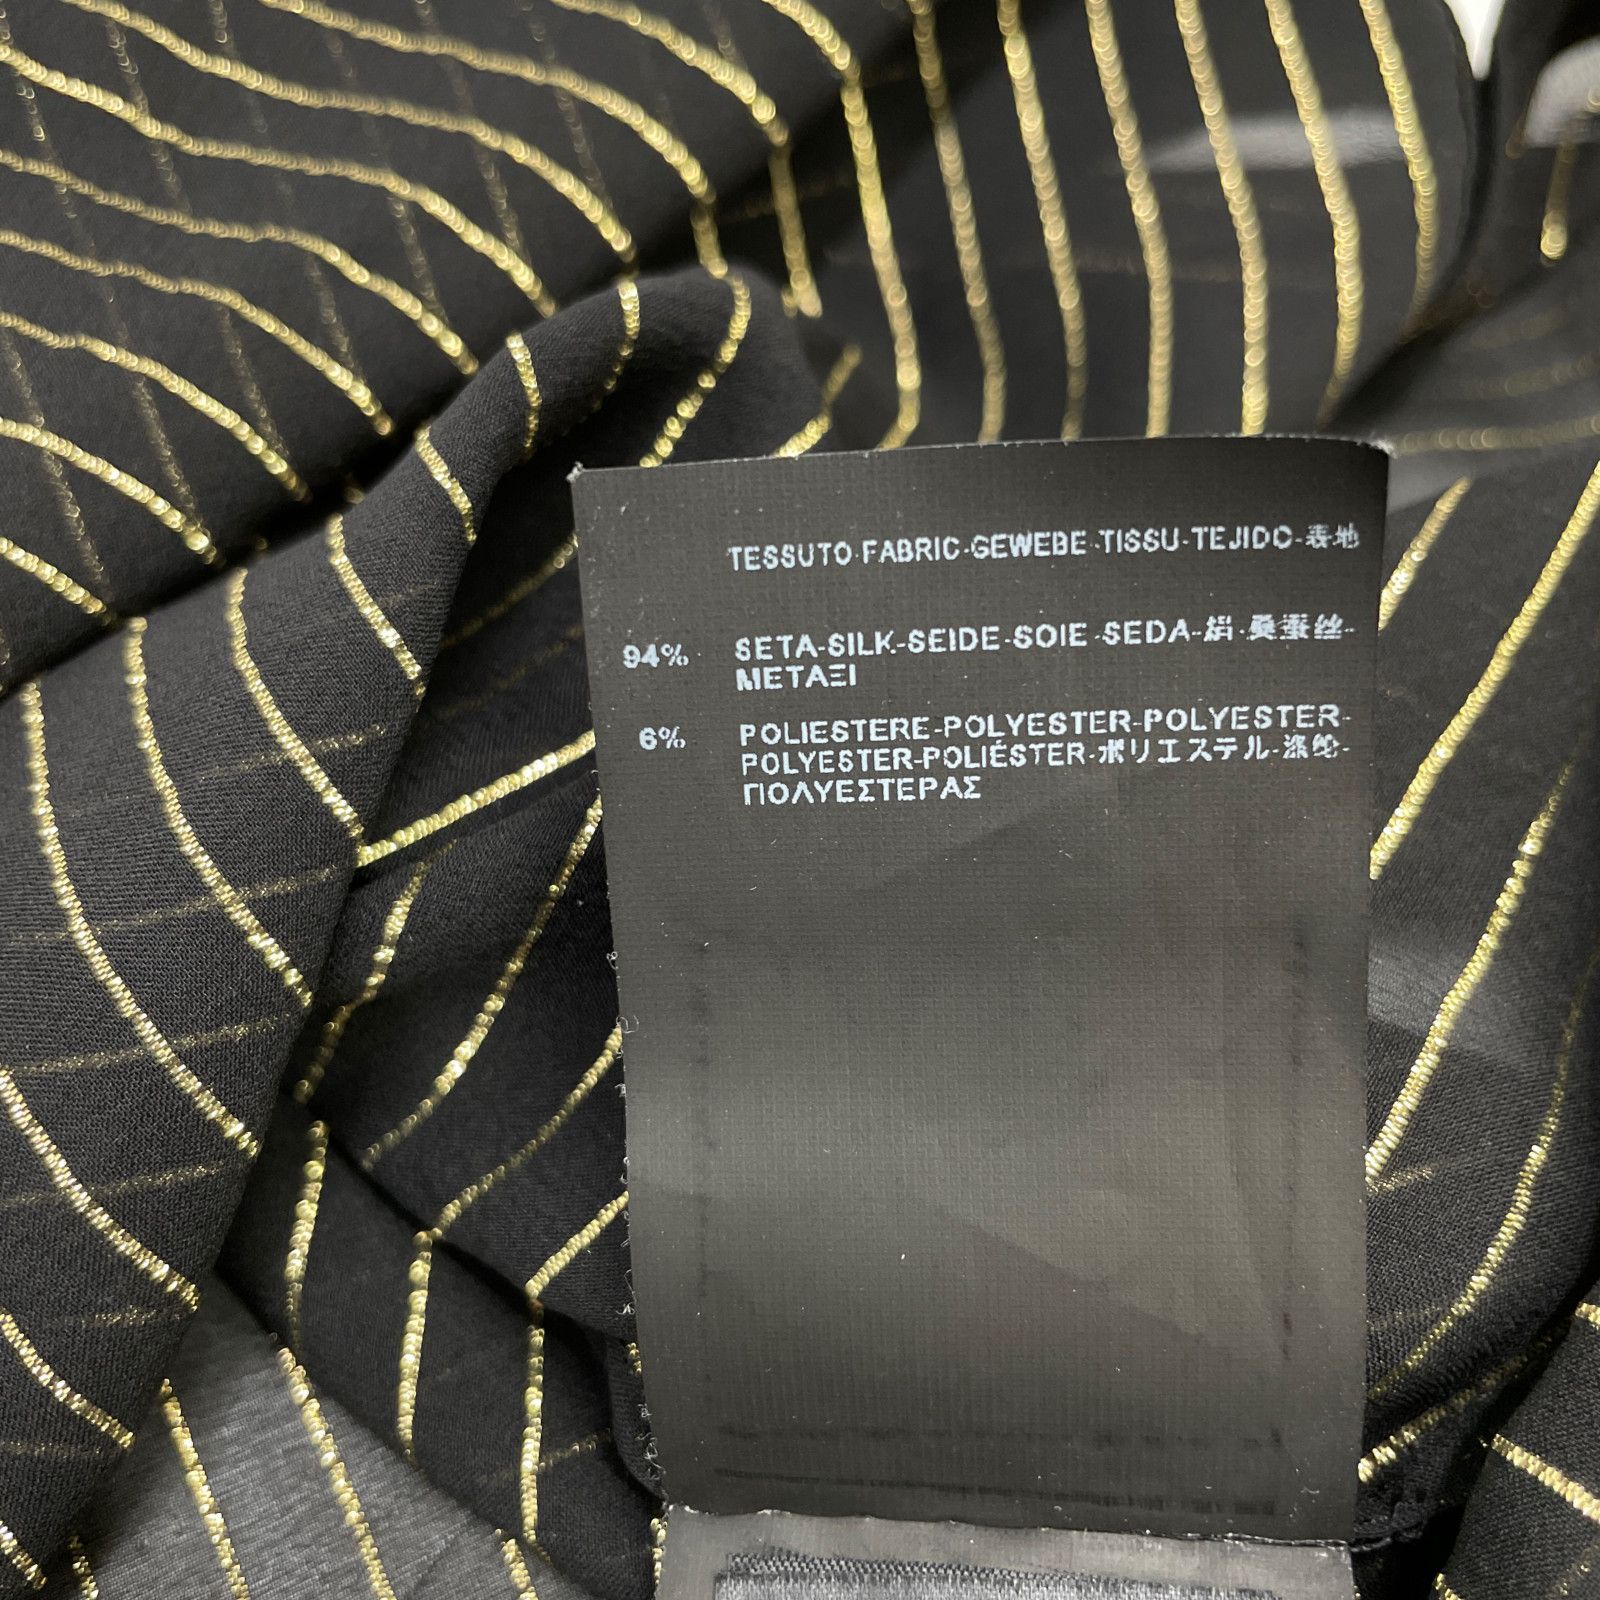 TESSUTO-FABRIC-GEWEBE-TISSU-TEJIDO-表地
94% SETA-SILK-SEIDE-SOIE-SEDA-絹-桑蚕丝-
ΜΕΤΑΞΙ
6% POLIESTERE-POLYESTER-POLYESTER-
POLYESTER-POLIÉSTER-ポリエステル-涤纶-
ΠΟΛΥΕΣΤΕΡΑΣ